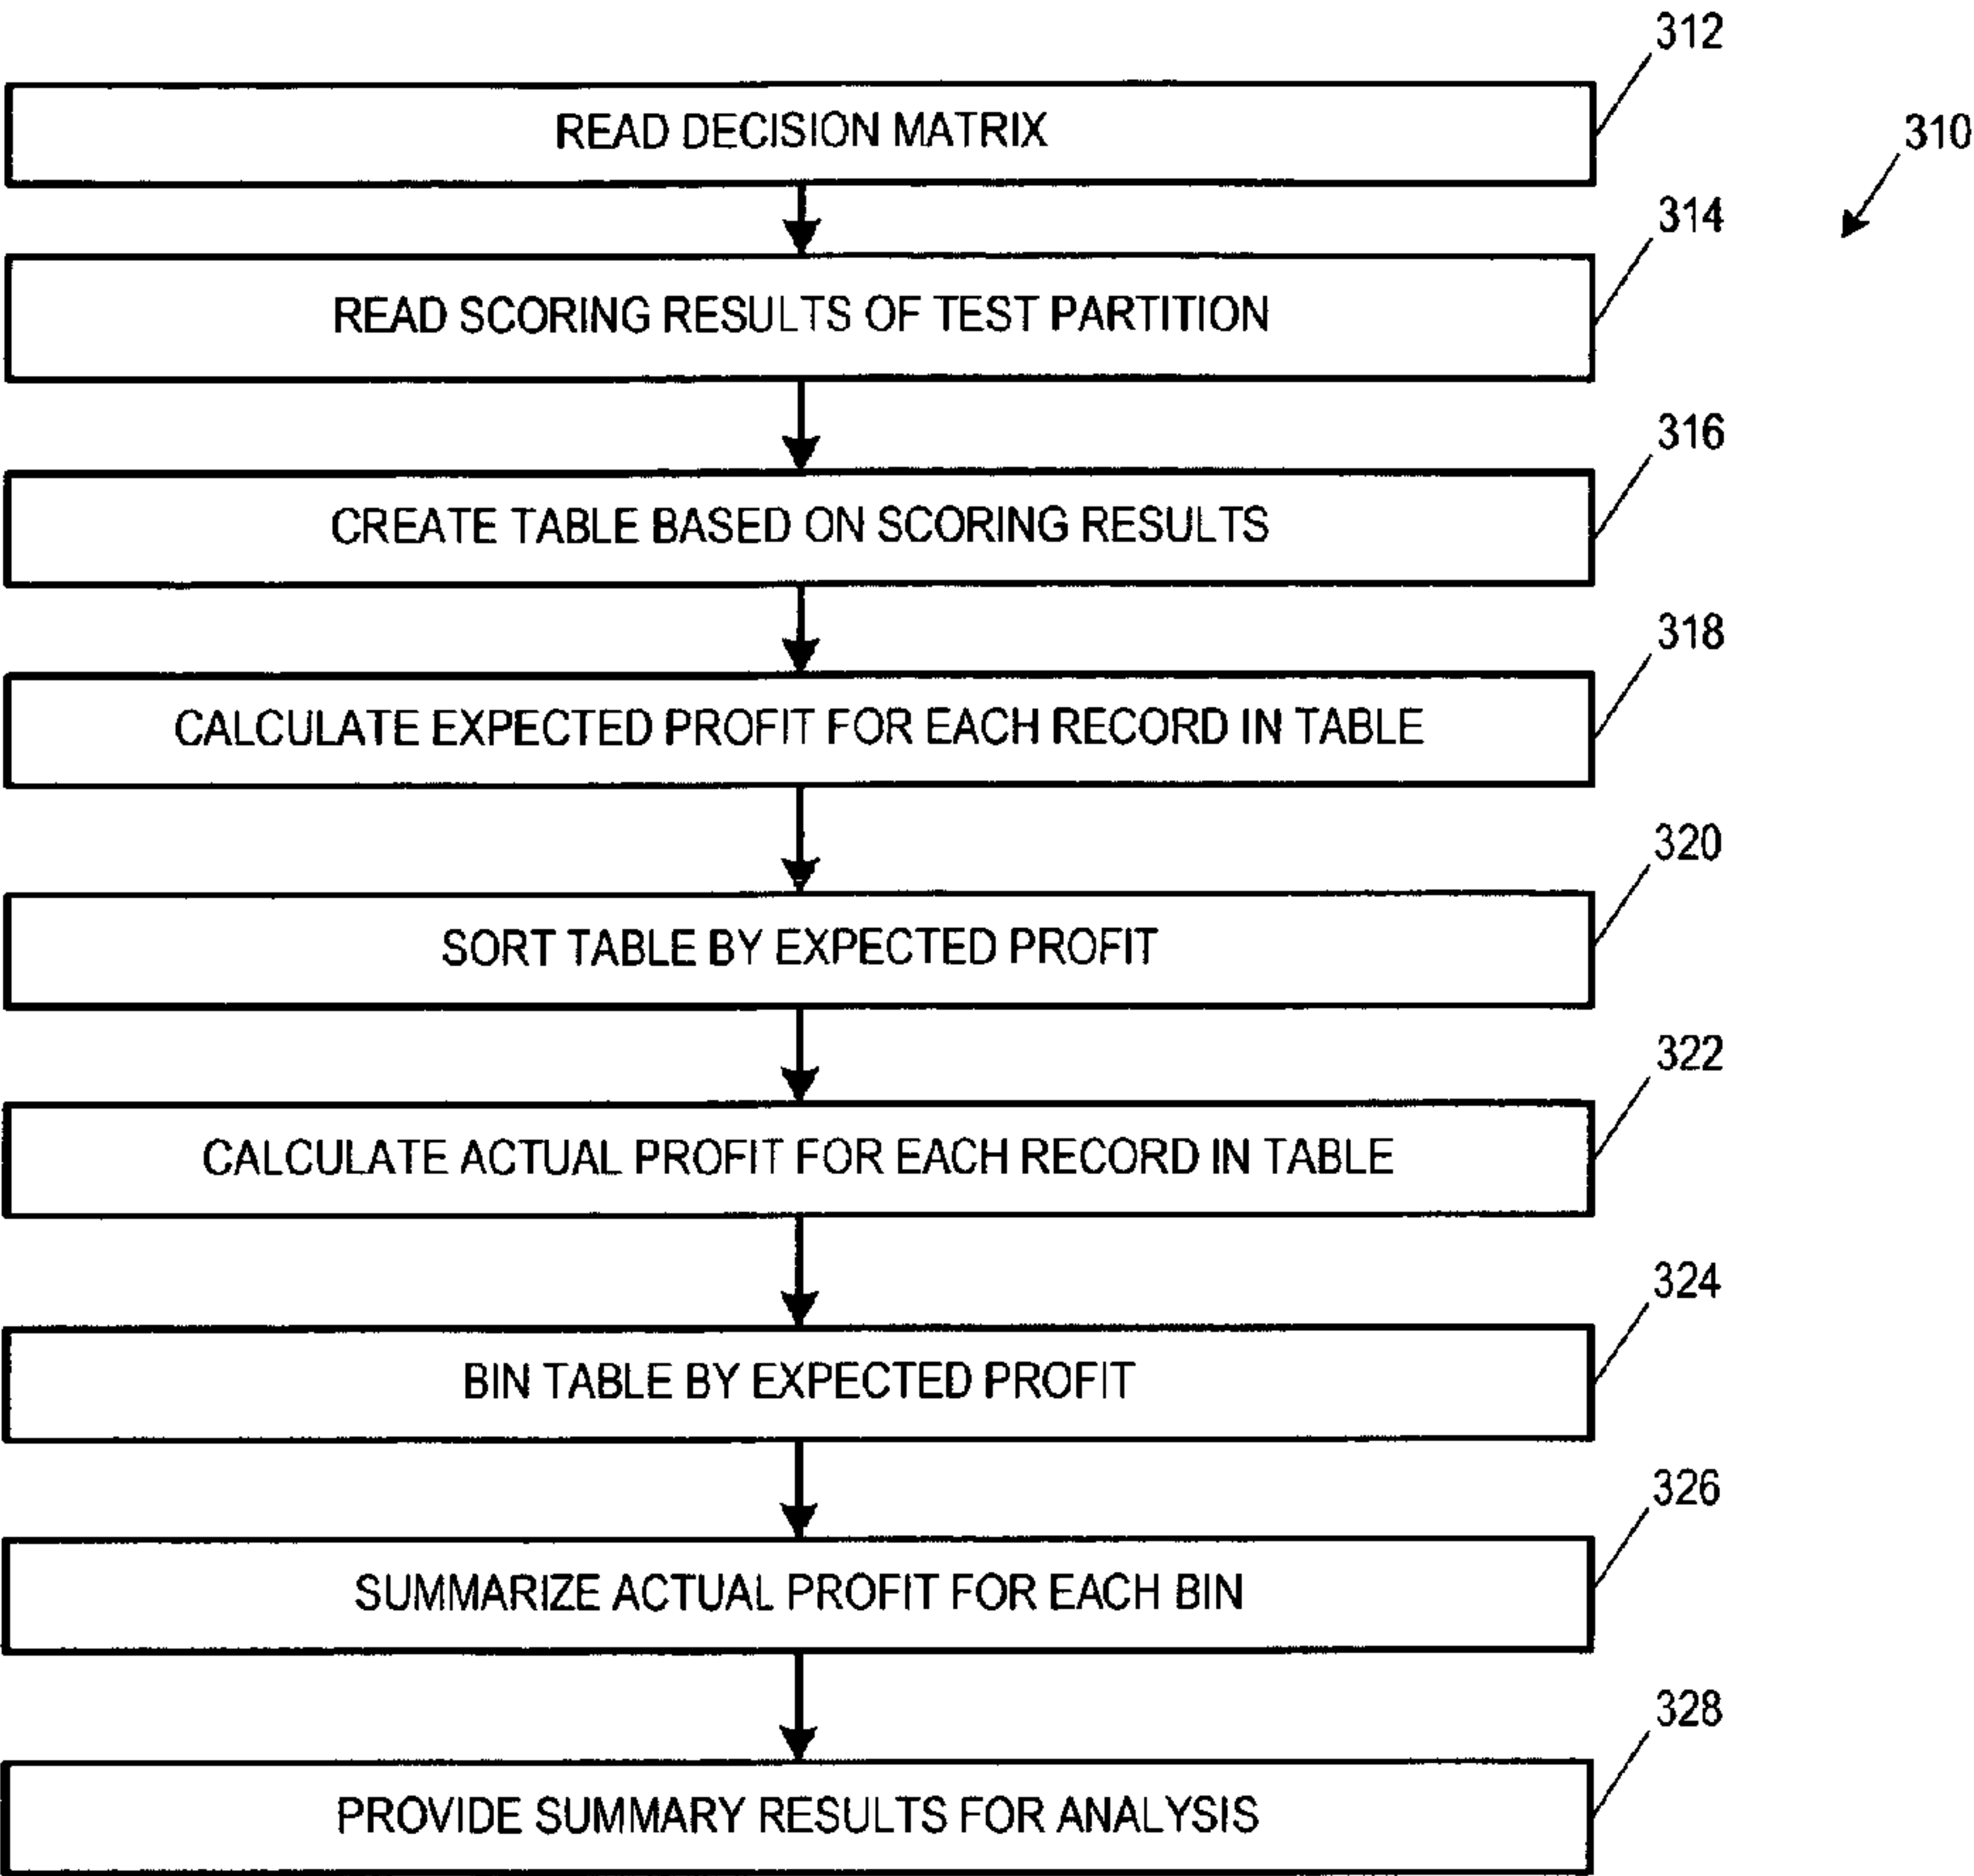 312
READ DECISION MATRIX
310
314
READ SCORING RESULTS OF TEST PARTITION
316
CREATE TABLE BASED ON SCORING RESULTS
318
CALCULATE EXPECTED PROFIT FOR EACH RECORD IN TABLE
320
SORT TABLE BY EXPECTED PROFIT
322
CALCULATE ACTUAL PROFIT FOR EACH RECORD IN TABLE
324
BIN TABLE BY EXPECTED PROFIT
326
SUMMARIZE ACTUAL PROFIT FOR EACH BIN
328
PROVIDE SUMMARY RESULTS FOR ANALYSIS